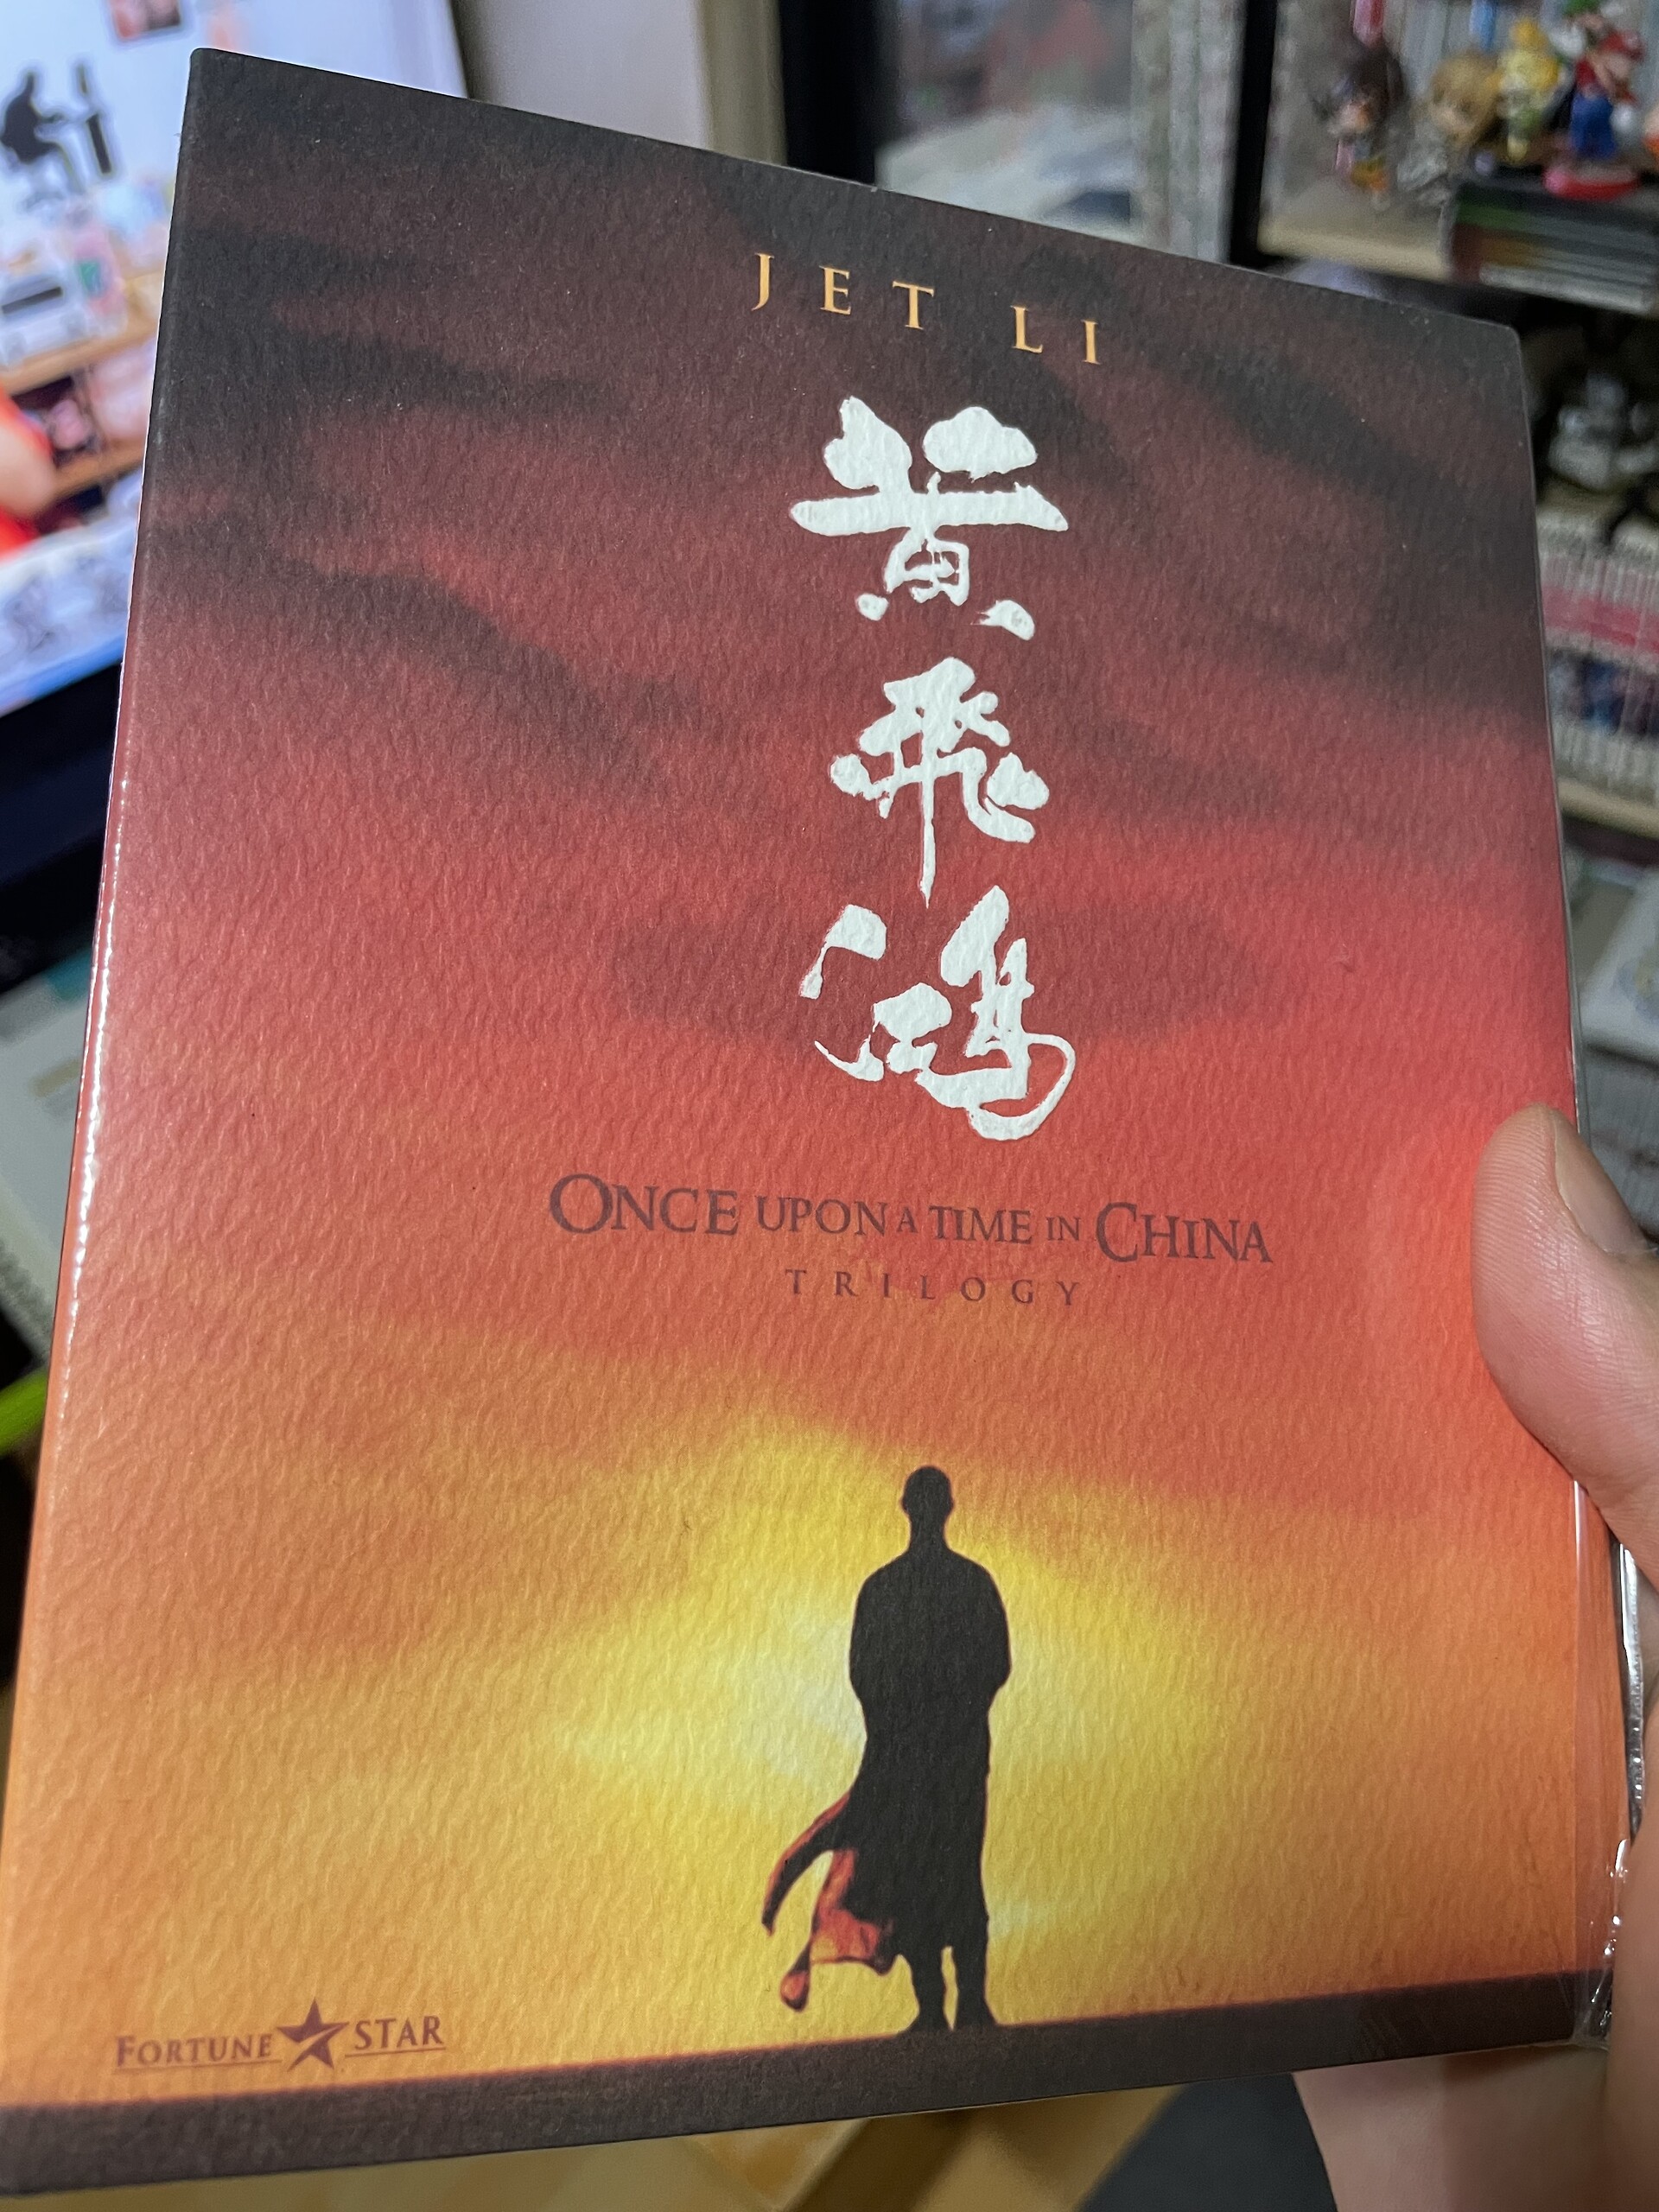 JET LI
黃飛鴻
ONCE UPON A TIME IN CHINA
TRILOGY
FORTUNE STAR